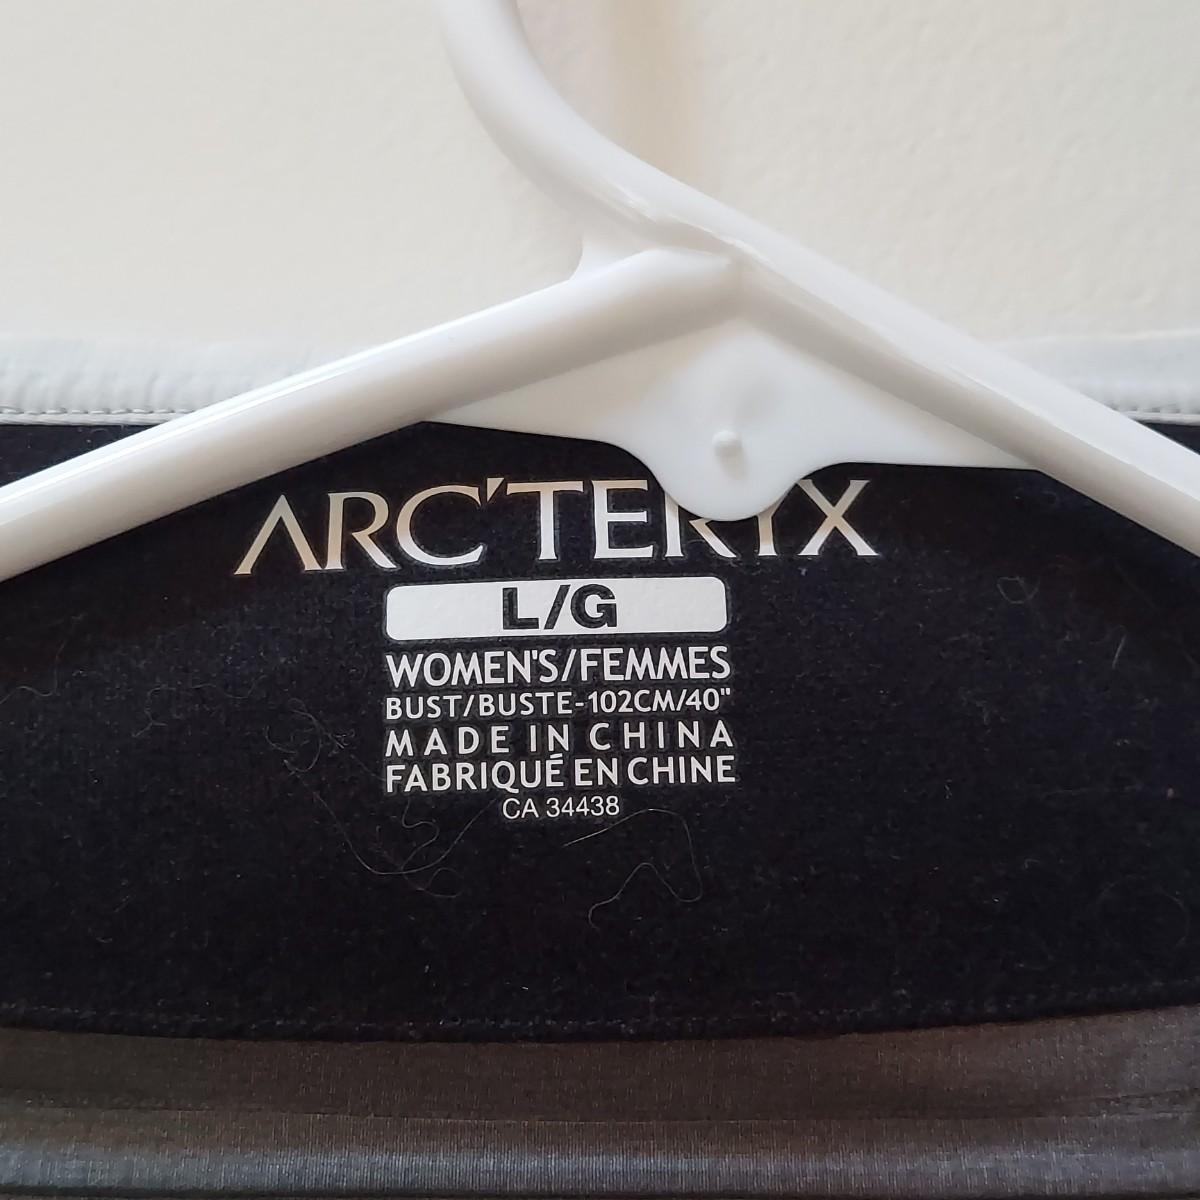 ARC'TERYX
L/G
WOMEN'S/FEMMES
BUST/BUSTE-102CM/40"
MADE IN CHINA
FABRIQUÉ EN CHINE
CA 34438